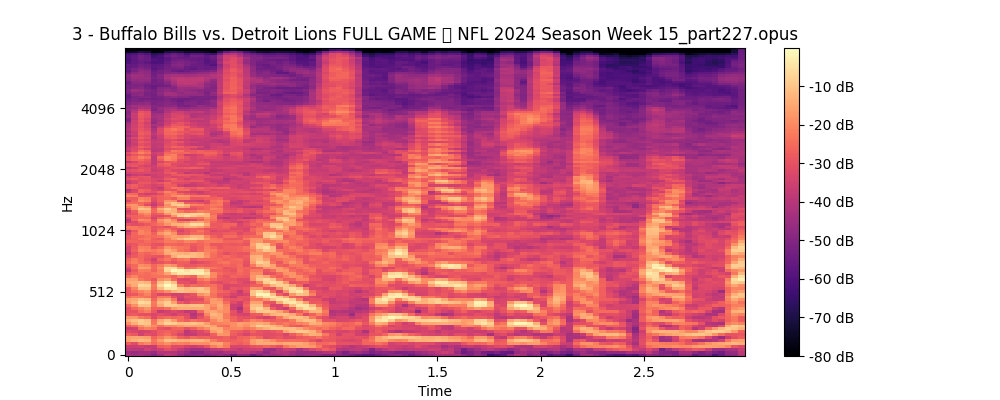 3 - Buffalo Bills vs. Detroit Lions FULL GAME ▯ NFL 2024 Season Week 15_part227.opus
Hz
4096
2048
1024
512
0
0
0.5
1
1.5
2
2.5
Time
-10 dB
-20 dB
-30 dB
-40 dB
-50 dB
-60 dB
-70 dB
-80 dB